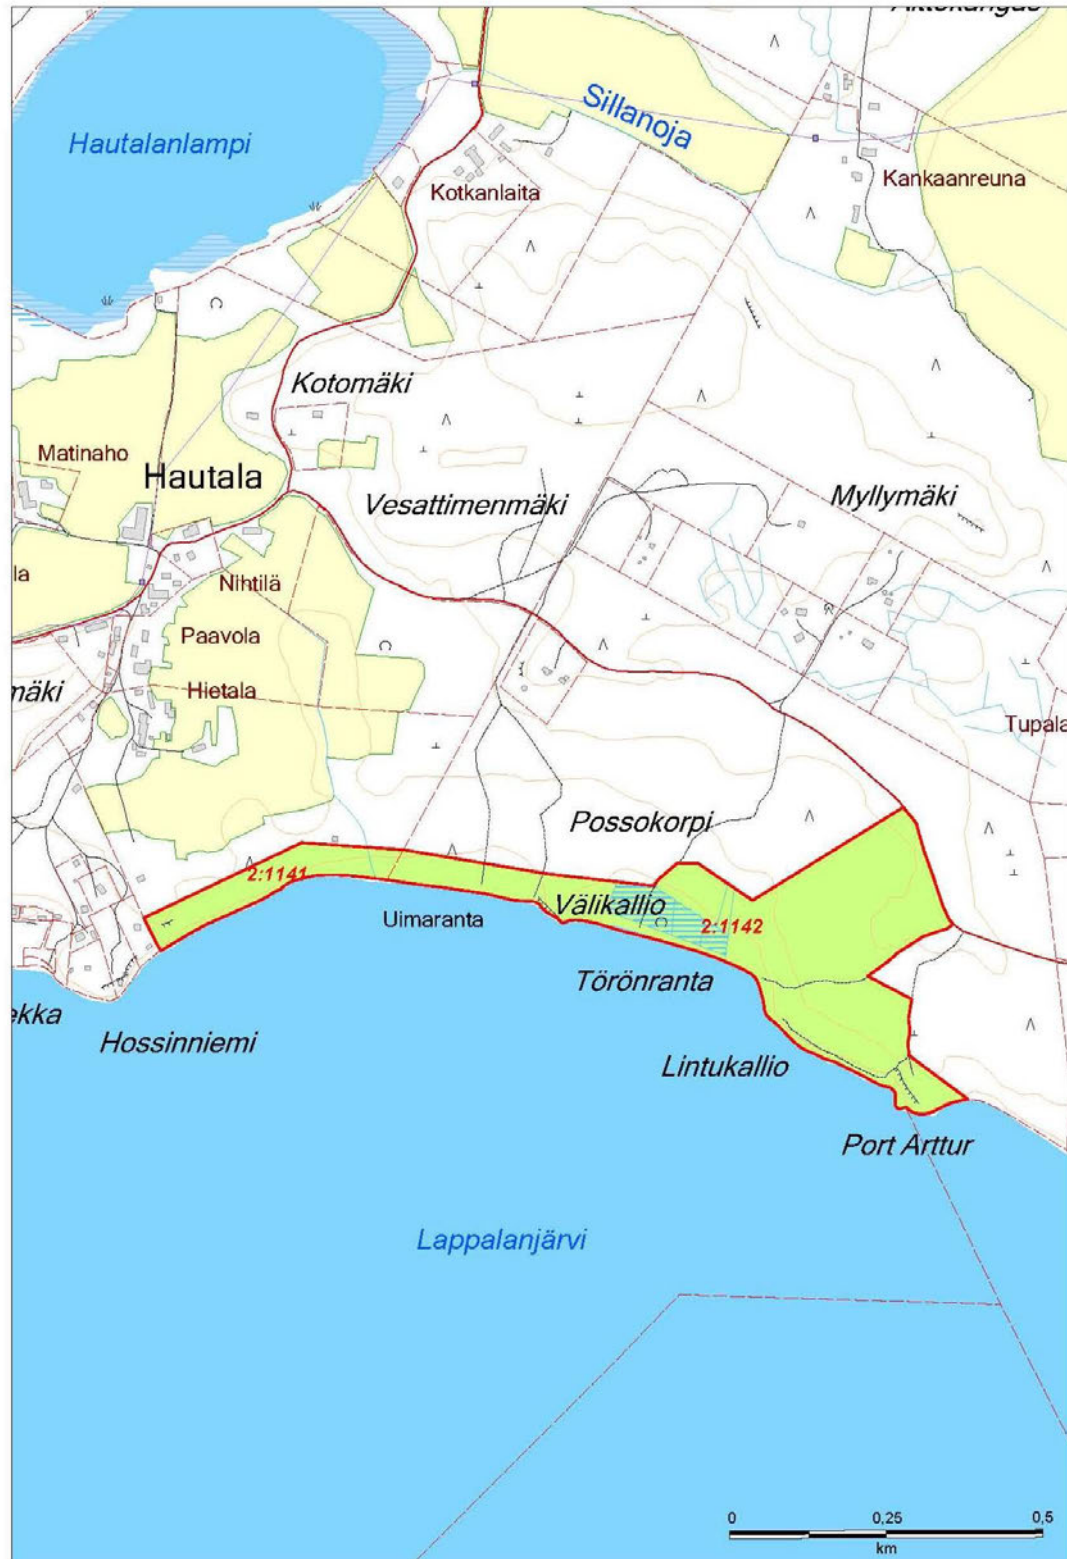 Hautalanlampi
Sillanoja
Kotkanlaita
Kankaanreuna
Kotomäki
Matinaho
Hautala
Vesattimenmäki
Myllymäki
la
Nihtilä
Paavola
Hietala
mäki
Tupala
Possokorpi
2:1141
Välikallio
Uimaranta
2:1142
Törönranta
ekka
Hossinniemi
Lintukallio
Port Arttur
Lappalanjärvi
0 0,25 0,5
km